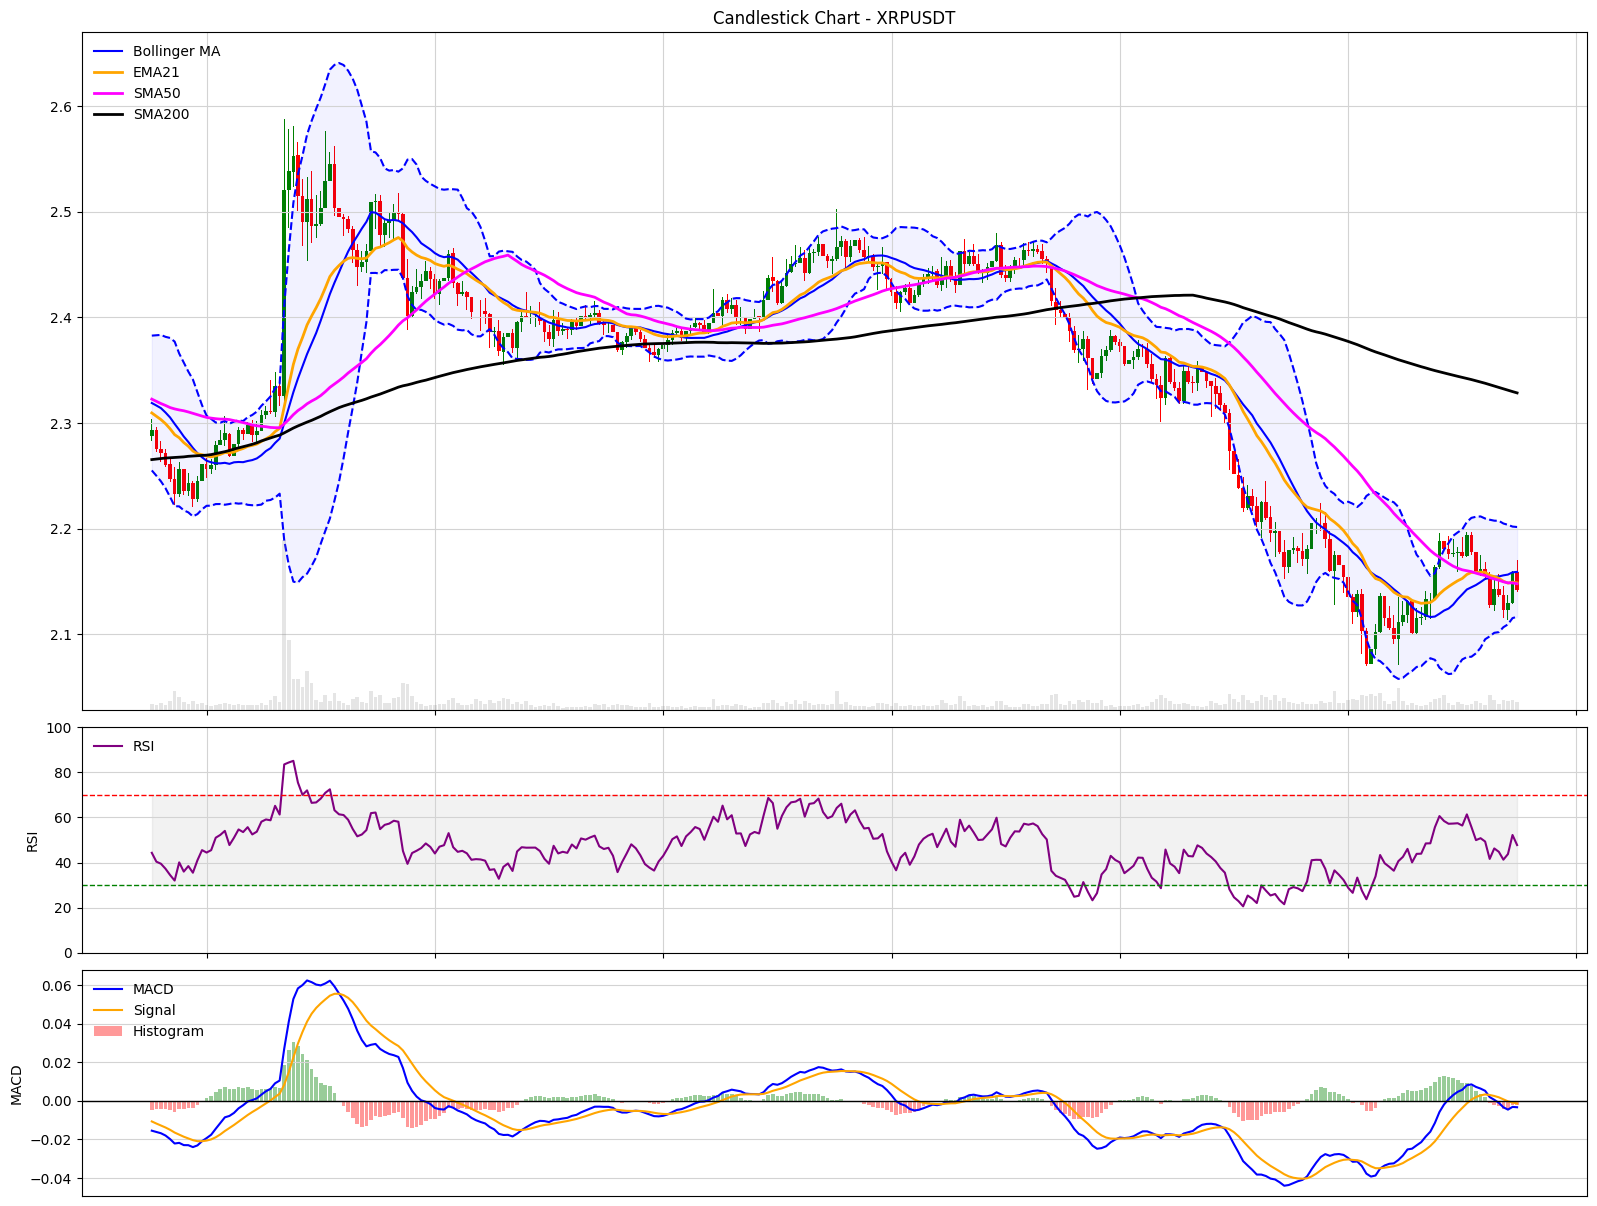 Candlestick Chart - XRPUSDT
Bollinger MA
EMA21
SMA50
SMA200
2.6
2.5
2.4
2.3
2.2
2.1
RSI
100
80
60
40
20
0
RSI
MACD
Signal
Histogram
0.06
0.04
0.02
0.00
−0.02
−0.04
MACD